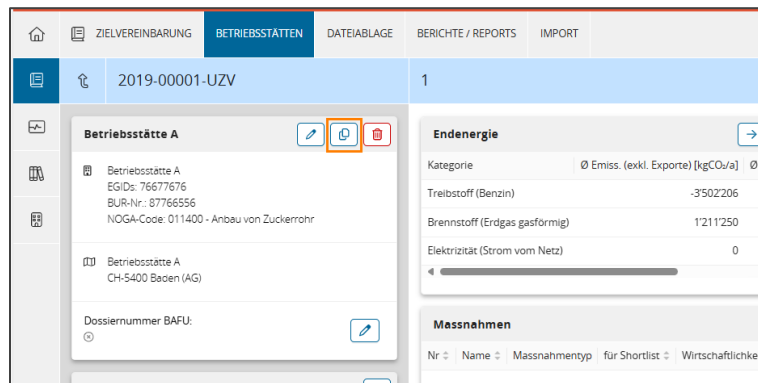 ZIELVEREINBARUNG BETRIEBSSTÄTTEN DATEIABLAGE BERICHTE / REPORTS IMPORT
2019-00001-UZV 1
Betriebsstätte A
Betriebsstätte A
EGIDs: 76677676
BUR-Nr.: 87766556
NOGA-Code: 011400 - Anbau von Zuckerrohr
Betriebsstätte A
CH-5400 Baden (AG)
Dossiernummer BAFU:
Endenergie
Kategorie Ø Emiss. (exkl. Exporte) [kgCO₂/a] Ø
Treibstoff (Benzin) -3'502'206
Brennstoff (Erdgas gasförmig) 1'211'250
Elektrizität (Strom vom Netz) 0
Massnahmen
Nr Name Massnahmentyp für Shortlist Wirtschaftlichke